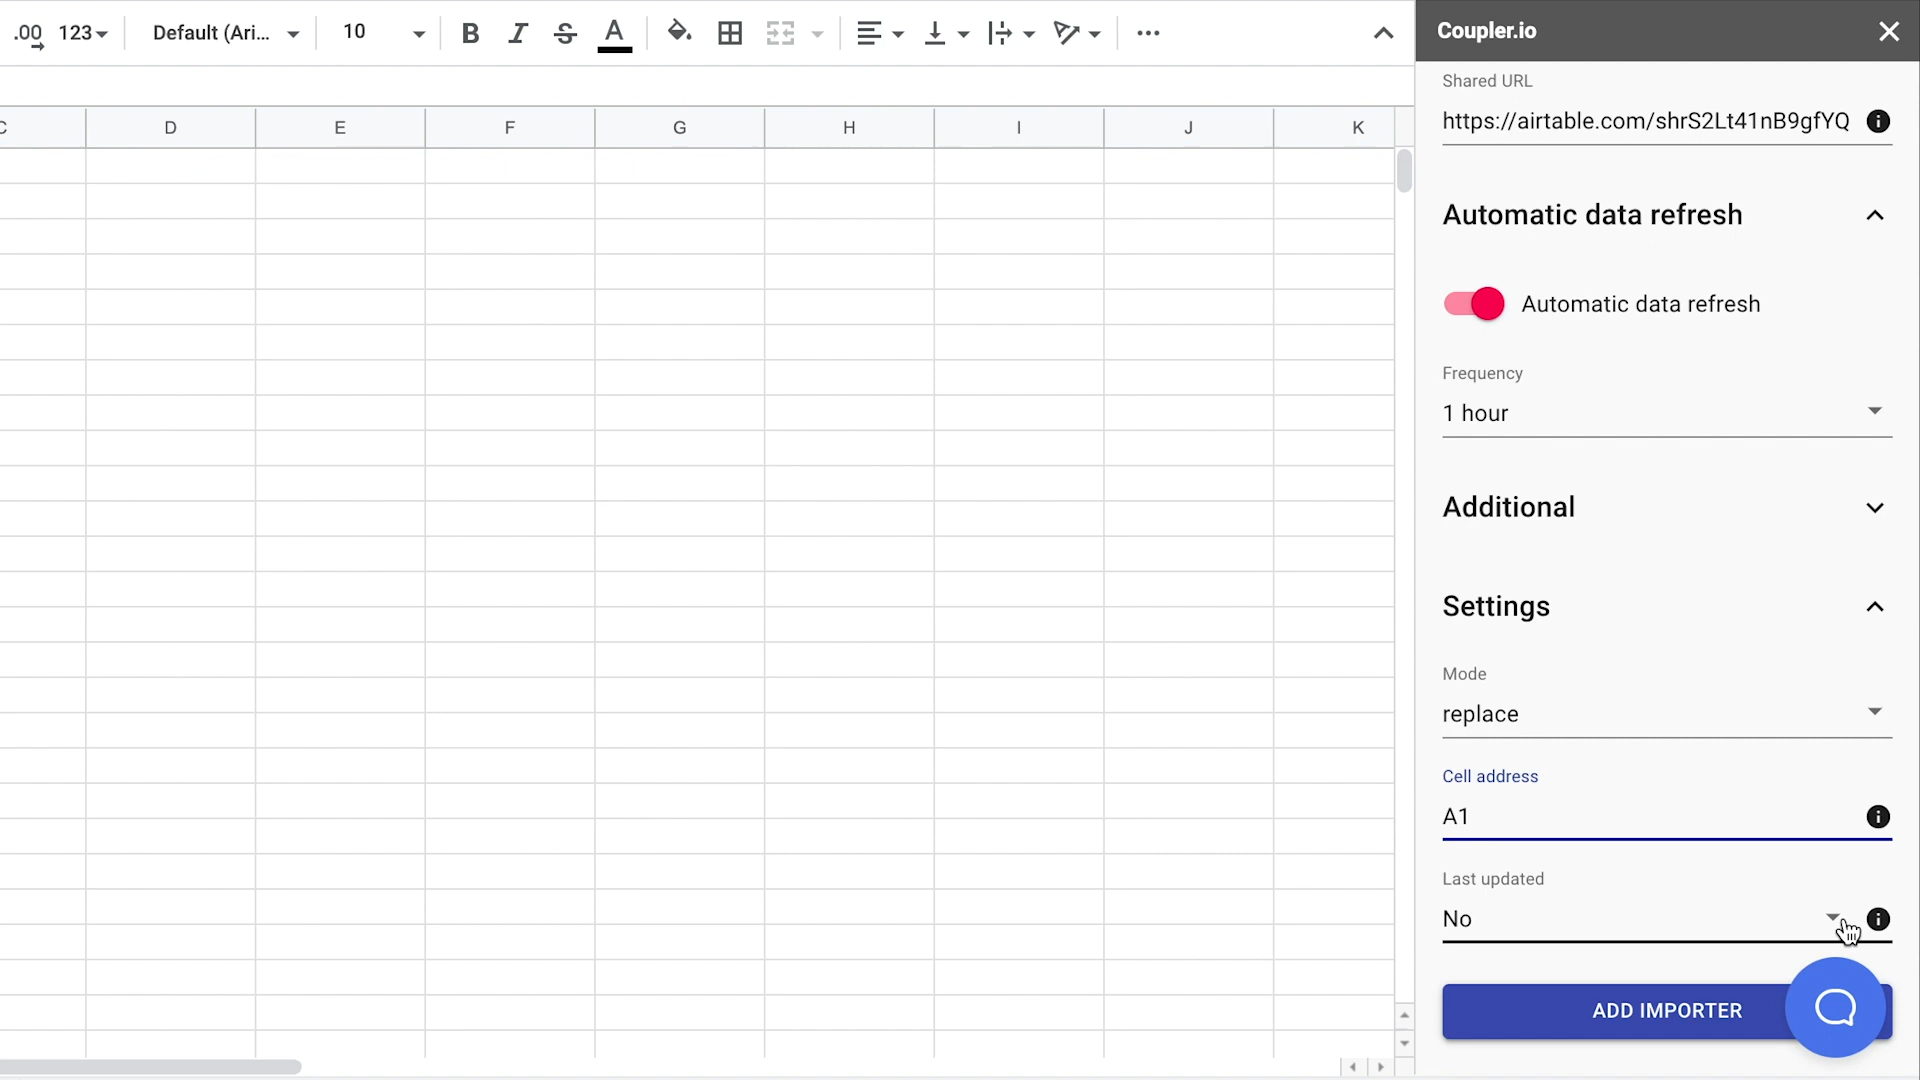 .00 123 Default (Ari... 10 B I S A
Coupler.io
C D E F G H I J K
Shared URL
https://airtable.com/shrS2Lt41nB9gfYQ
Automatic data refresh
Automatic data refresh
Frequency
1 hour
Additional
Settings
Mode
replace
Cell address
A1
Last updated
No
ADD IMPORTER